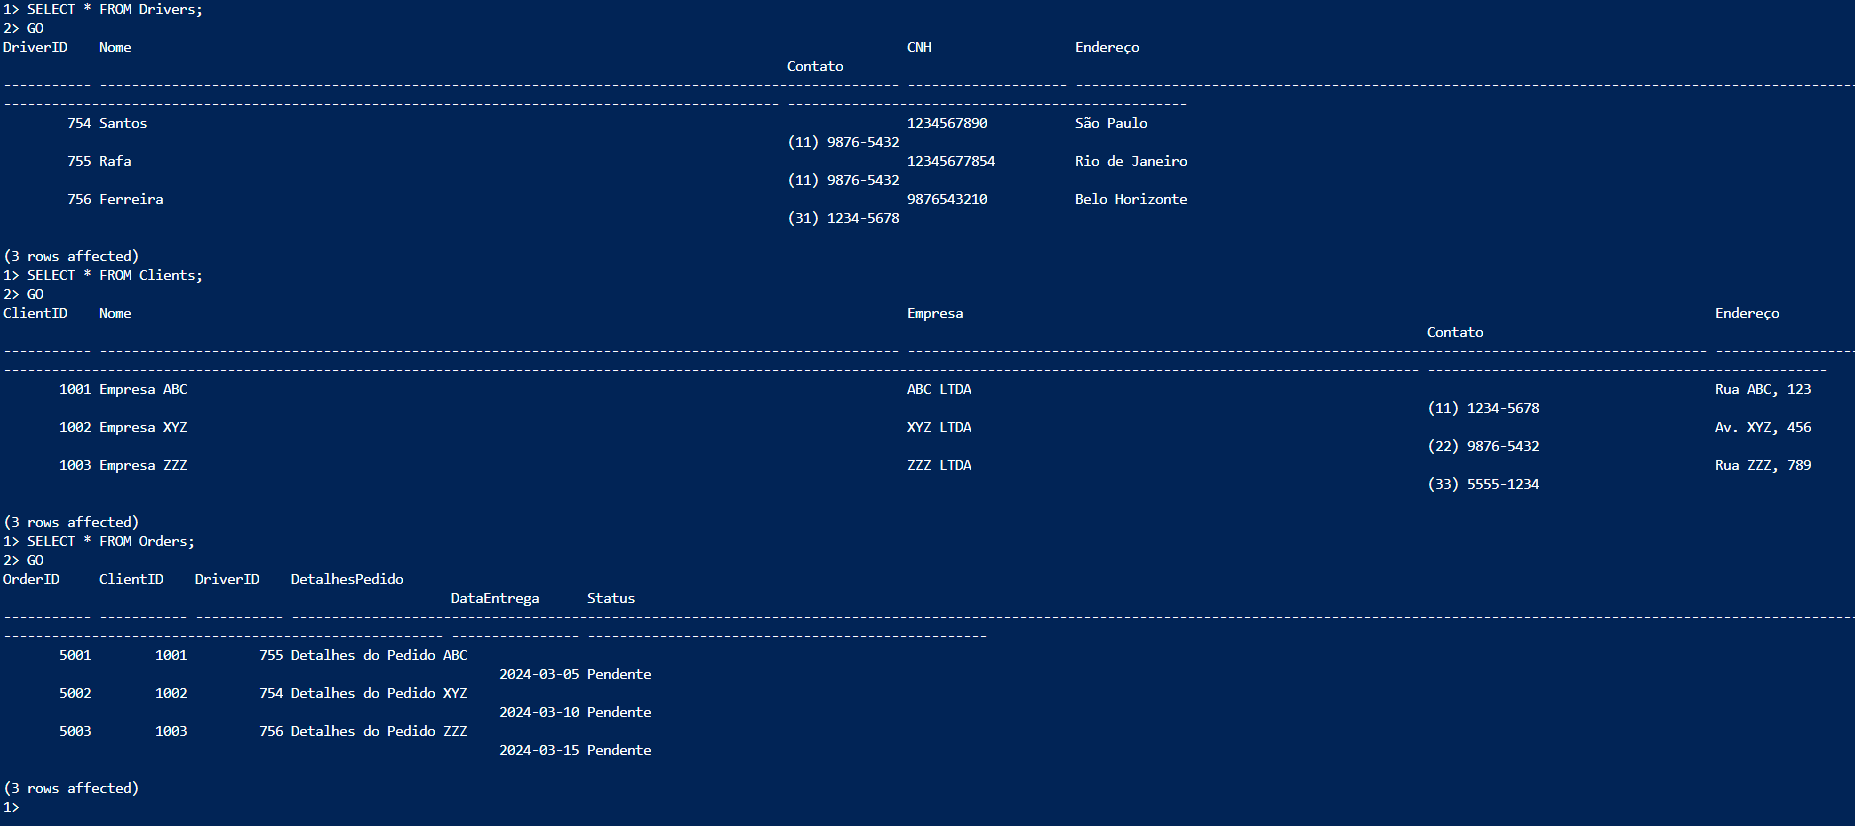 1> SELECT * FROM Drivers;
2> GO
DriverID Nome CNH Endereço
Contato
----------- ---------------------------------------------------------------------------------------------------- -------------------- --------------------------------------------------------------------------------------------------
------------------------------------------------------------------------------------------------- --------------------------------------------------
754 Santos 1234567890 São Paulo
(11) 9876-5432
755 Rafa 12345677854 Rio de Janeiro
(11) 9876-5432
756 Ferreira 9876543210 Belo Horizonte
(31) 1234-5678
(3 rows affected)
1> SELECT * FROM Clients;
2> GO
ClientID Nome Empresa Endereço
Contato
----------- ---------------------------------------------------------------------------------------------------- ---------------------------------------------------------------------------------------------------- ------------------
--------------------------------------------------------------------------------------------------------------------------------------------------------------------------------- --------------------------------------------------
1001 Empresa ABC ABC LTDA Rua ABC, 123
(11) 1234-5678
1002 Empresa XYZ XYZ LTDA Av. XYZ, 456
(22) 9876-5432
1003 Empresa ZZZ ZZZ LTDA Rua ZZZ, 789
(33) 5555-1234
(3 rows affected)
1> SELECT * FROM Orders;
2> GO
OrderID ClientID DriverID DetalhesPedido
DataEntrega Status
----------- ----------- ----------- ----------------------------------------------------------------------------------------------------------------------------------------------------------------------------------------------------
------------------------------------------------------- ---------------- --------------------------------------------------
5001 1001 755 Detalhes do Pedido ABC
2024-03-05 Pendente
5002 1002 754 Detalhes do Pedido XYZ
2024-03-10 Pendente
5003 1003 756 Detalhes do Pedido ZZZ
2024-03-15 Pendente
(3 rows affected)
1>